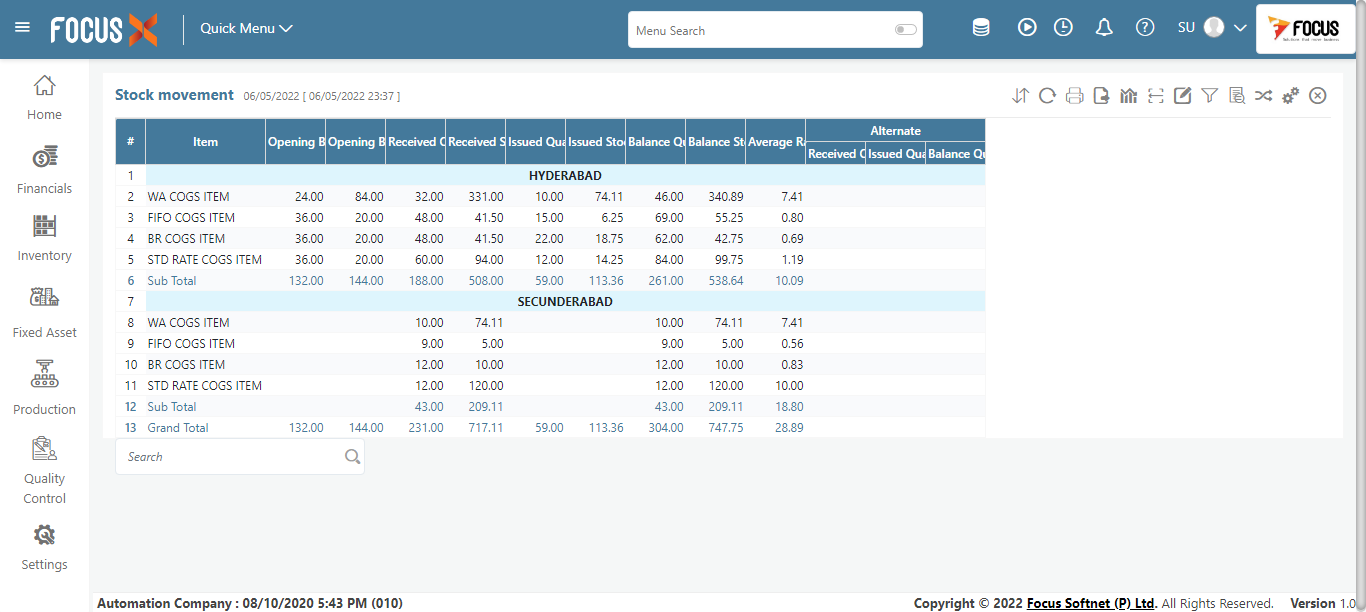 FOCUS X Quick Menu Menu Search SU FOCUS
Home
Financials
Inventory
Fixed Asset
Production
Quality
Control
Settings
Stock movement 06/05/2022 [ 06/05/2022 23:37 ]
# Item Opening B Opening B Received Q Received S Issued Qua Issued Sto Balance Qu Balance St Average Ra Alternate
Received Q Issued Qua Balance Qu
1 HYDERABAD
2 WA COGS ITEM 24.00 84.00 32.00 331.00 10.00 74.11 46.00 340.89 7.41
3 FIFO COGS ITEM 36.00 20.00 48.00 41.50 15.00 6.25 69.00 55.25 0.80
4 BR COGS ITEM 36.00 20.00 48.00 41.50 22.00 18.75 62.00 42.75 0.69
5 STD RATE COGS ITEM 36.00 20.00 60.00 94.00 12.00 14.25 84.00 99.75 1.19
6 Sub Total 132.00 144.00 188.00 508.00 59.00 113.36 261.00 538.64 10.09
7 SECUNDERABAD
8 WA COGS ITEM 10.00 74.11 10.00 74.11 7.41
9 FIFO COGS ITEM 9.00 5.00 9.00 5.00 0.56
10 BR COGS ITEM 12.00 10.00 12.00 10.00 0.83
11 STD RATE COGS ITEM 12.00 120.00 12.00 120.00 10.00
12 Sub Total 43.00 209.11 43.00 209.11 18.80
13 Grand Total 132.00 144.00 231.00 717.11 59.00 113.36 304.00 747.75 28.89
Search
Automation Company : 08/10/2020 5:43 PM (010) Copyright © 2022 Focus Softnet (P) Ltd. All Rights Reserved. Version 1.0